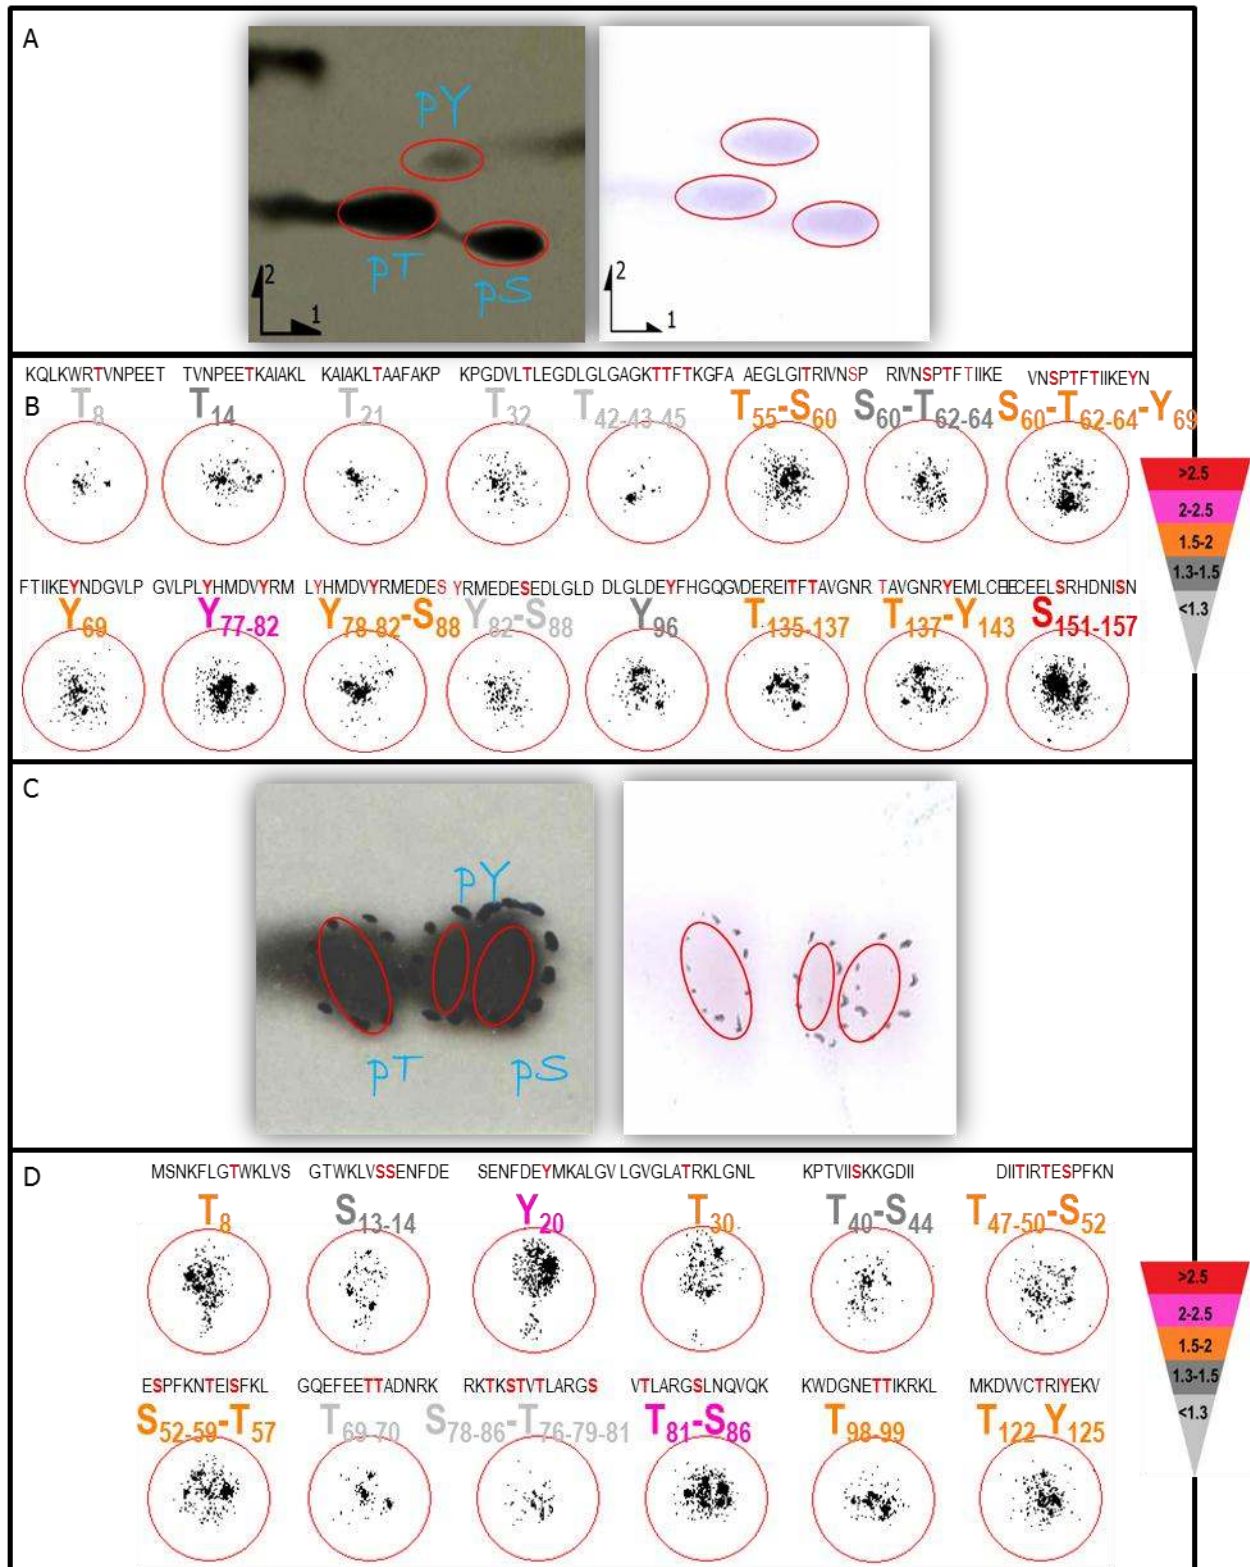 A
pY
pT
pS
2
1
2
1
KQLKWRTVNPEET TVNPEETKAIAKL KAIAKLTAAFAKP KPGDVLTLEGDLGLGAGKTTFTKGFA AEGLGITRIVNSP RIVNSPTFTIIKE VNSPTFTIIKEYN
B
T8 T14 T21 T32 T42-43-45 T55-S60 S60-T62-64 S60-T62-64-Y69
>2.5
2-2.5
1.5-2
1.3-1.5
<1.3
FTIIKEYNDGVLP GVLPLYHMDVYRM LYHMDVYRMEDES YRMEDESEDLGLD DLGLDEYFHGQGVDEREITFTAVGNR TAVGNRYEMLCEECEELSRHDNISN
Y69 Y77-82 Y78-82-S88 Y82-S88 Y96 T135-137 T137-Y143 S151-157
C
pY
pT
pS
D
MSNKFLGTWKLVS GTWKLVSSENFDE SENFDEYMKALGV LGVGLATRKLGNL KPTVIISKKGDII DIITIRTESPFKN
T8 S13-14 Y20 T30 T40-S44 T47-50-S52
>2.5
2-2.5
1.5-2
1.3-1.5
<1.3
ESPFKNTEISFKL GQEFEETTADNRK RKTKSTVTLARGS VTLARGSLNQVQK KWDGNETTIKRKL MKDVVCTRIYEKV
S52-59-T57 T69-70 S78-86-T76-79-81 T81-S86 T98-99 T122 Y125